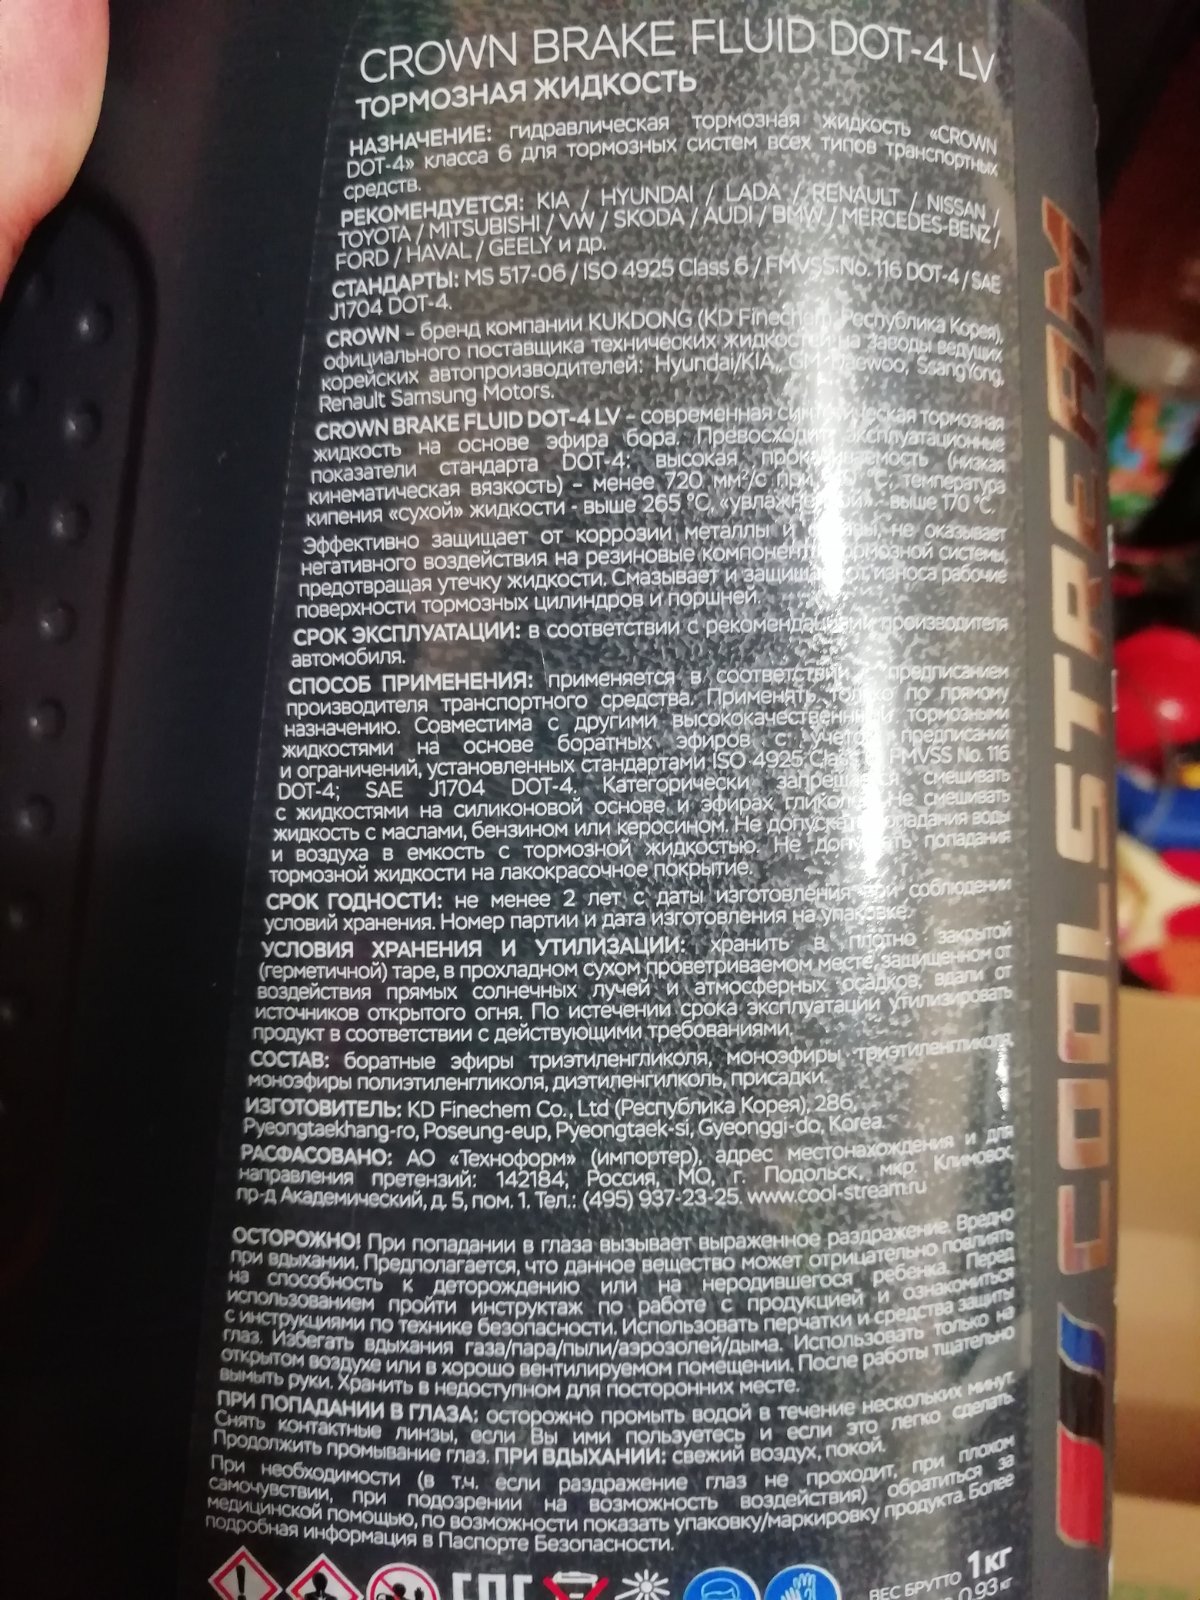 CROWN BRAKE FLUID DOT-4 LV
ТОРМОЗНАЯ ЖИДКОСТЬ
НАЗНАЧЕНИЕ: гидравлическая тормозная жидкость «CROWN
DOT-4» класса 6 для тормозных систем всех типов транспортных
средств.
РЕКОМЕНДУЕТСЯ: KIA / HYUNDAI / LADA / RENAULT / NISSAN /
TOYOTA / MITSUBISHI / VW / SKODA / AUDI / BMW / MERCEDES-BENZ /
FORD / HAVAL / GEELY и др.
СТАНДАРТЫ: MS 517-06 / ISO 4925 Class 6 / FMVSS No. 116 DOT-4 / SAE
J1704 DOT-4.
CROWN – бренд компании KUKDONG (KD Finechem, Республика Корея),
официального поставщика технических жидкостей на заводы ведущих
корейских автопроизводителей: Hyundai/KIA, GM Daewoo, SsangYong,
Renault Samsung Motors.
CROWN BRAKE FLUID DOT-4 LV – современная синтетическая тормозная
жидкость на основе эфира бора. Превосходит эксплуатационные
показатели стандарта DOT-4: высокая (низкая
кинематическая вязкость) – менее 720 мм²/с при °C, температура
кипения «сухой» жидкости - выше 265 °C, - выше 170 °C.
Эффективно защищает от коррозии металлы и не оказывает
негативного воздействия на резиновые компоненты тормозной системы,
предотвращая утечку жидкости. Смазывает и защищает от износа рабочие
поверхности тормозных цилиндров и поршней.
СРОК ЭКСПЛУАТАЦИИ: в соответствии с рекомендациями производителя
автомобиля.
СПОСОБ ПРИМЕНЕНИЯ: применяется в соответствии с предписанием
производителя транспортного средства. Применять только по прямому
назначению. Совместима с другими высококачественными тормозными
жидкостями на основе боратных эфиров с учетом предписаний
и ограничений, установленных стандартами ISO 4925 FMVSS No. 116
DOT-4; SAE J1704 DOT-4. Категорически запрещается смешивать
с жидкостями на силиконовой основе и эфирах гликоля. Не смешивать
жидкость с маслами, бензином или керосином. Не допускать попадания воды
и воздуха в емкость с тормозной жидкостью. Не допускать попадания
тормозной жидкости на лакокрасочное покрытие.
СРОК ГОДНОСТИ: не менее 2 лет с даты изготовления при соблюдении
условий хранения. Номер партии и дата изготовления на упаковке.
УСЛОВИЯ ХРАНЕНИЯ И УТИЛИЗАЦИИ: хранить в плотно закрытой
(герметичной) таре, в прохладном сухом проветриваемом месте, защищенном от
воздействия прямых солнечных лучей и атмосферных осадков, вдали от
источников открытого огня. По истечении срока эксплуатации утилизировать
продукт в соответствии с действующими требованиями.
СОСТАВ: боратные эфиры триэтиленгликоля, моноэфиры триэтиленгликоля,
моноэфиры полиэтиленгликоля, диэтиленгилколь, присадки.
ИЗГОТОВИТЕЛЬ: KD Finechem Co., Ltd (Республика Корея), 286,
Pyeongtaekhang-ro, Poseung-eup, Pyeongtaek-si, Gyeonggi-do, Korea.
РАСФАСОВАНО: АО «Техноформ» (импортер), адрес местонахождения и для
направления претензий: 142184, Россия, МО, г. Подольск, мкр. Климовск,
пр-д Академический, д. 5, пом. 1. Тел.: (495) 937-23-25. www.cool-stream.ru
ОСТОРОЖНО! При попадании в глаза вызывает выраженное раздражение. Вредно
при вдыхании. Предполагается, что данное вещество может отрицательно повлиять
на способность к деторождению или на неродившегося ребенка. Перед
использованием пройти инструктаж по работе с продукцией и ознакомиться
с инструкциями по технике безопасности. Использовать перчатки и средства защиты
глаз. Избегать вдыхания газа/пара/пыли/аэрозолей/дыма. Использовать только на
открытом воздухе или в хорошо вентилируемом помещении. После работы тщательно
вымыть руки. Хранить в недоступном для посторонних месте.
ПРИ ПОПАДАНИИ В ГЛАЗА: осторожно промыть водой в течение нескольких минут.
Снять контактные линзы, если Вы ими пользуетесь и если это легко сделать.
Продолжить промывание глаз. ПРИ ВДЫХАНИИ: свежий воздух, покой.
При необходимости (в т.ч. если раздражение глаз не проходит, при плохом
самочувствии, при подозрении на возможность воздействия) обратиться за
медицинской помощью, по возможности показать упаковку/маркировку продукта. Более
подробная информация в Паспорте Безопасности.
ВЕС БРУТТО 1 кг
0,93 кг
COOLSTREAM